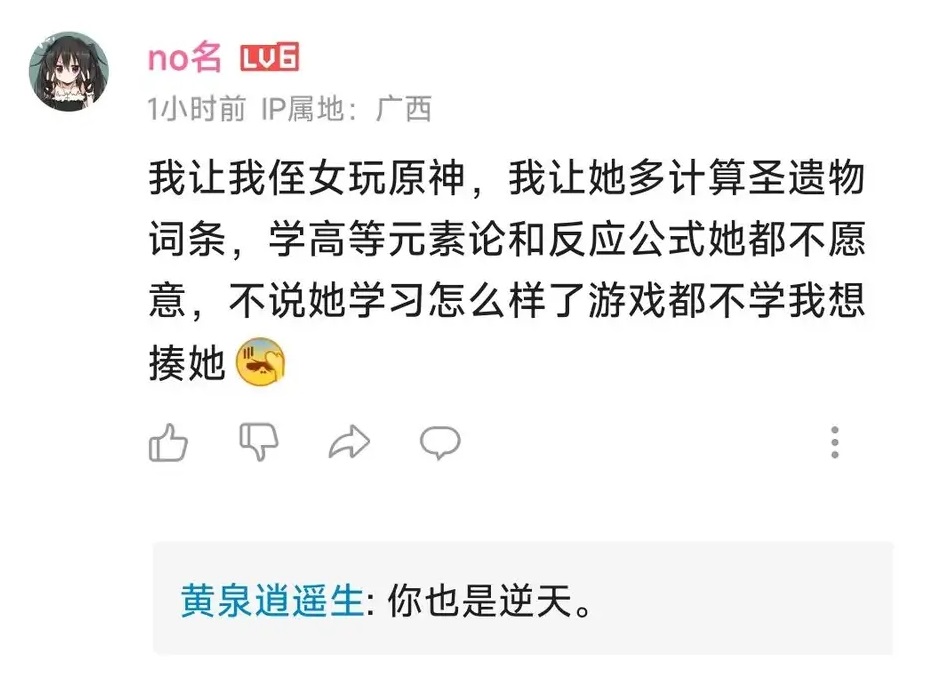 no名 LV6
1小时前 IP属地：广西
我让我侄女玩原神，我让她多计算圣遗物
词条，学高等元素论和反应公式她都不愿
意，不说她学习怎么样了游戏都不学我想
揍她
黄泉逍遥生: 你也是逆天。